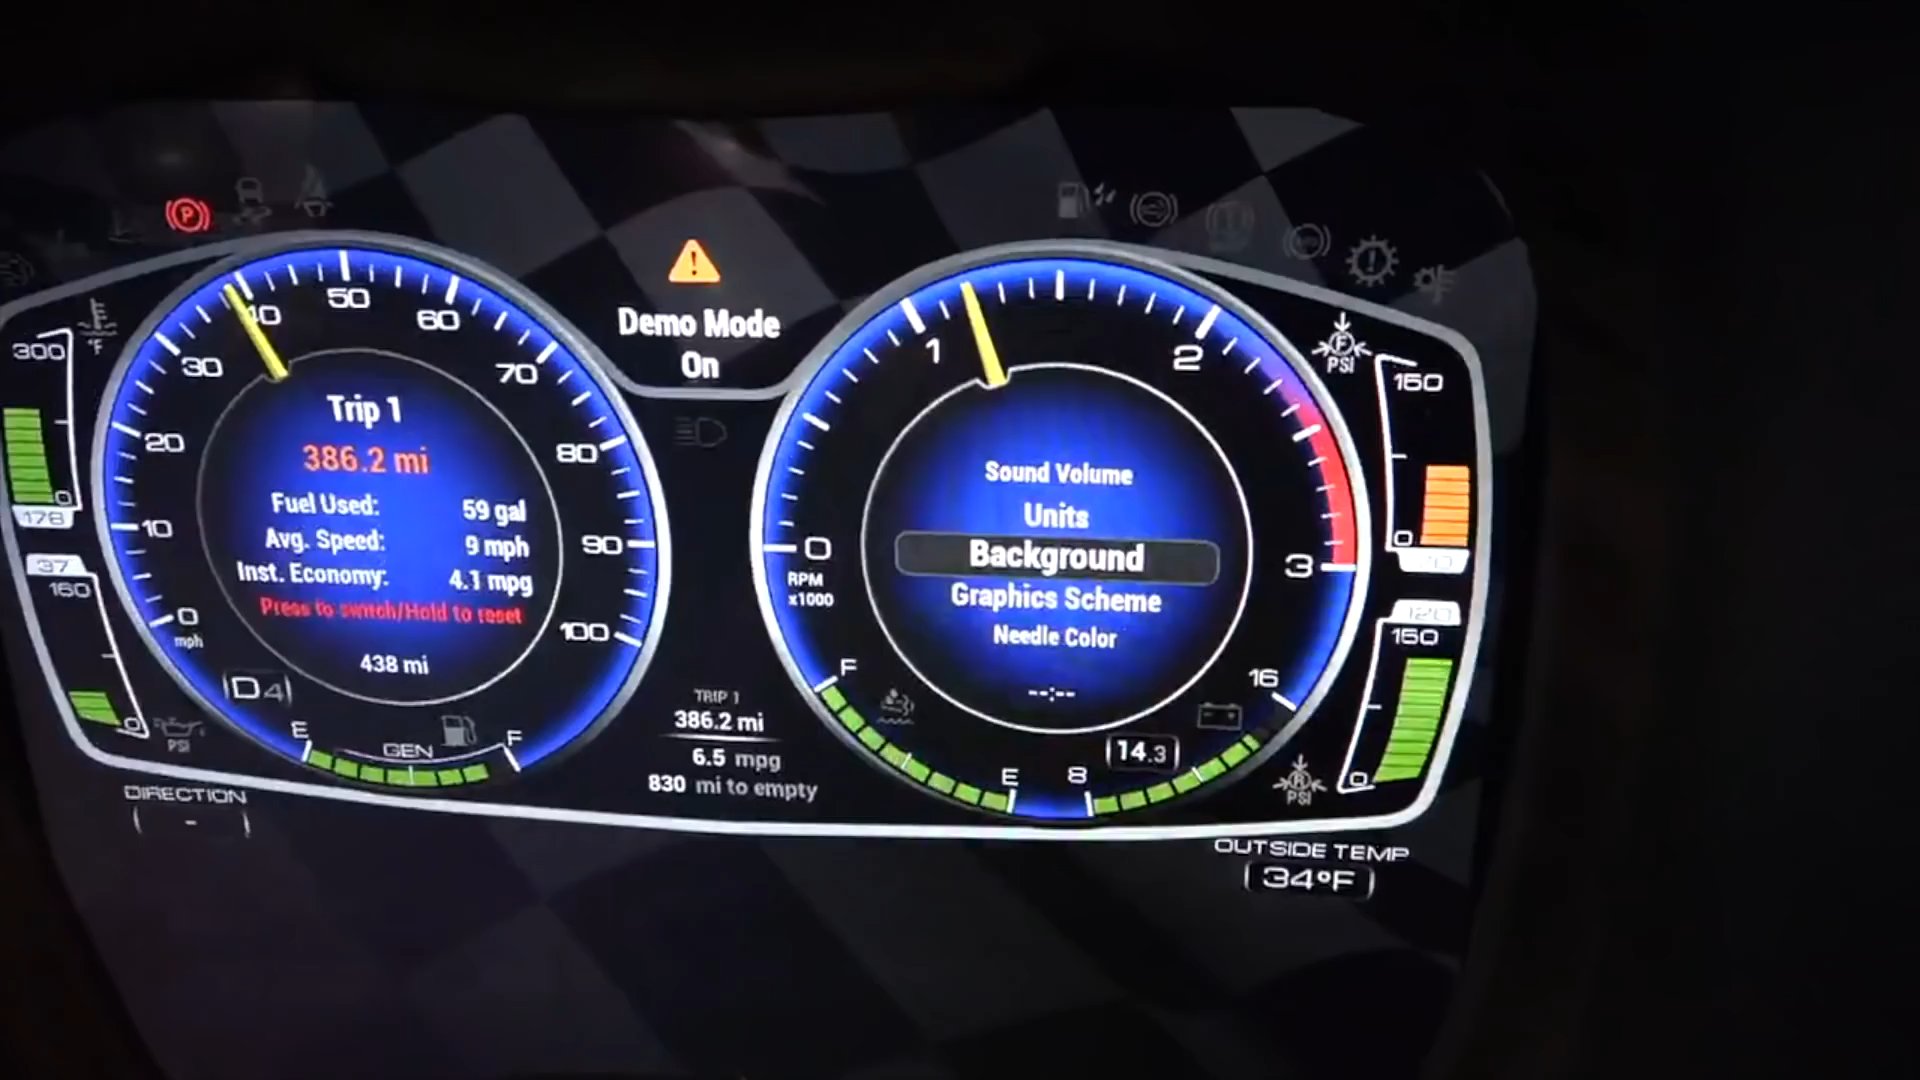 Demo Mode
On
300
°F
0
178
37
160
0
PSI
0
10
20
30
40
50
60
70
80
90
100
mph
Trip 1
386.2 mi
Fuel Used: 59 gal
Avg. Speed: 9 mph
Inst. Economy: 4.1 mpg
Press to switch/Hold to reset
438 mi
D4
E GEN F
DIRECTION
-
TRIP 1
386.2 mi
6.5 mpg
830 mi to empty
0
1
2
3
RPM
x1000
Sound Volume
Units
Background
Graphics Scheme
Needle Color
--:--
F
E
8
14.3
16
F
PSI
150
0
70
120
150
0
R
PSI
OUTSIDE TEMP
34°F
P